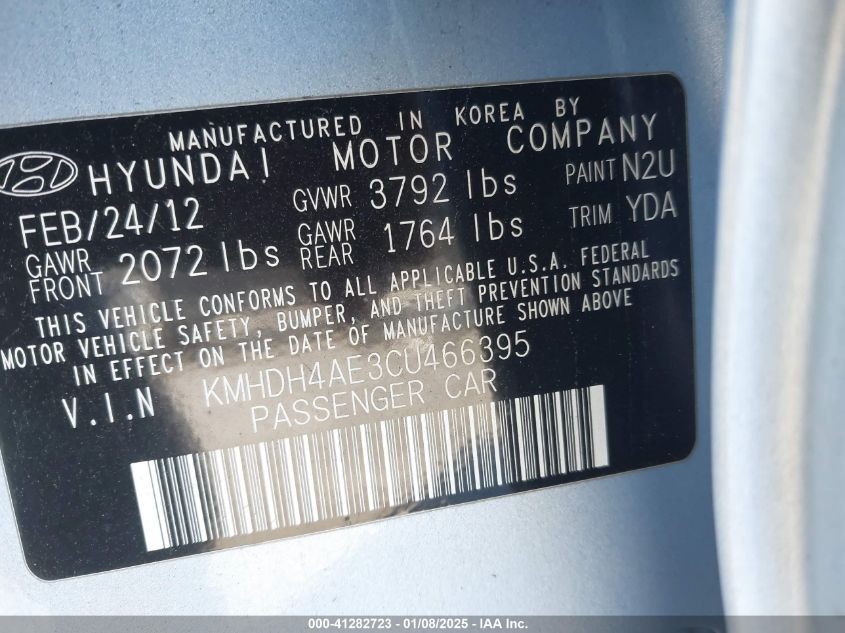 MANUFACTURED IN KOREA BY
HYUNDAI MOTOR COMPANY
FEB/24/12 GVWR 3792 lbs PAINT N2U
GAWR FRONT 2072 lbs GAWR REAR 1764 lbs TRIM YDA
THIS VEHICLE CONFORMS TO ALL APPLICABLE U.S.A. FEDERAL
MOTOR VEHICLE SAFETY, BUMPER, AND THEFT PREVENTION STANDARDS
IN EFFECT ON THE DATE OF MANUFACTURE SHOWN ABOVE
V.I.N KMHDH4AE3CU466395
PASSENGER CAR
000-41282723 - 01/08/2025 - IAA Inc.